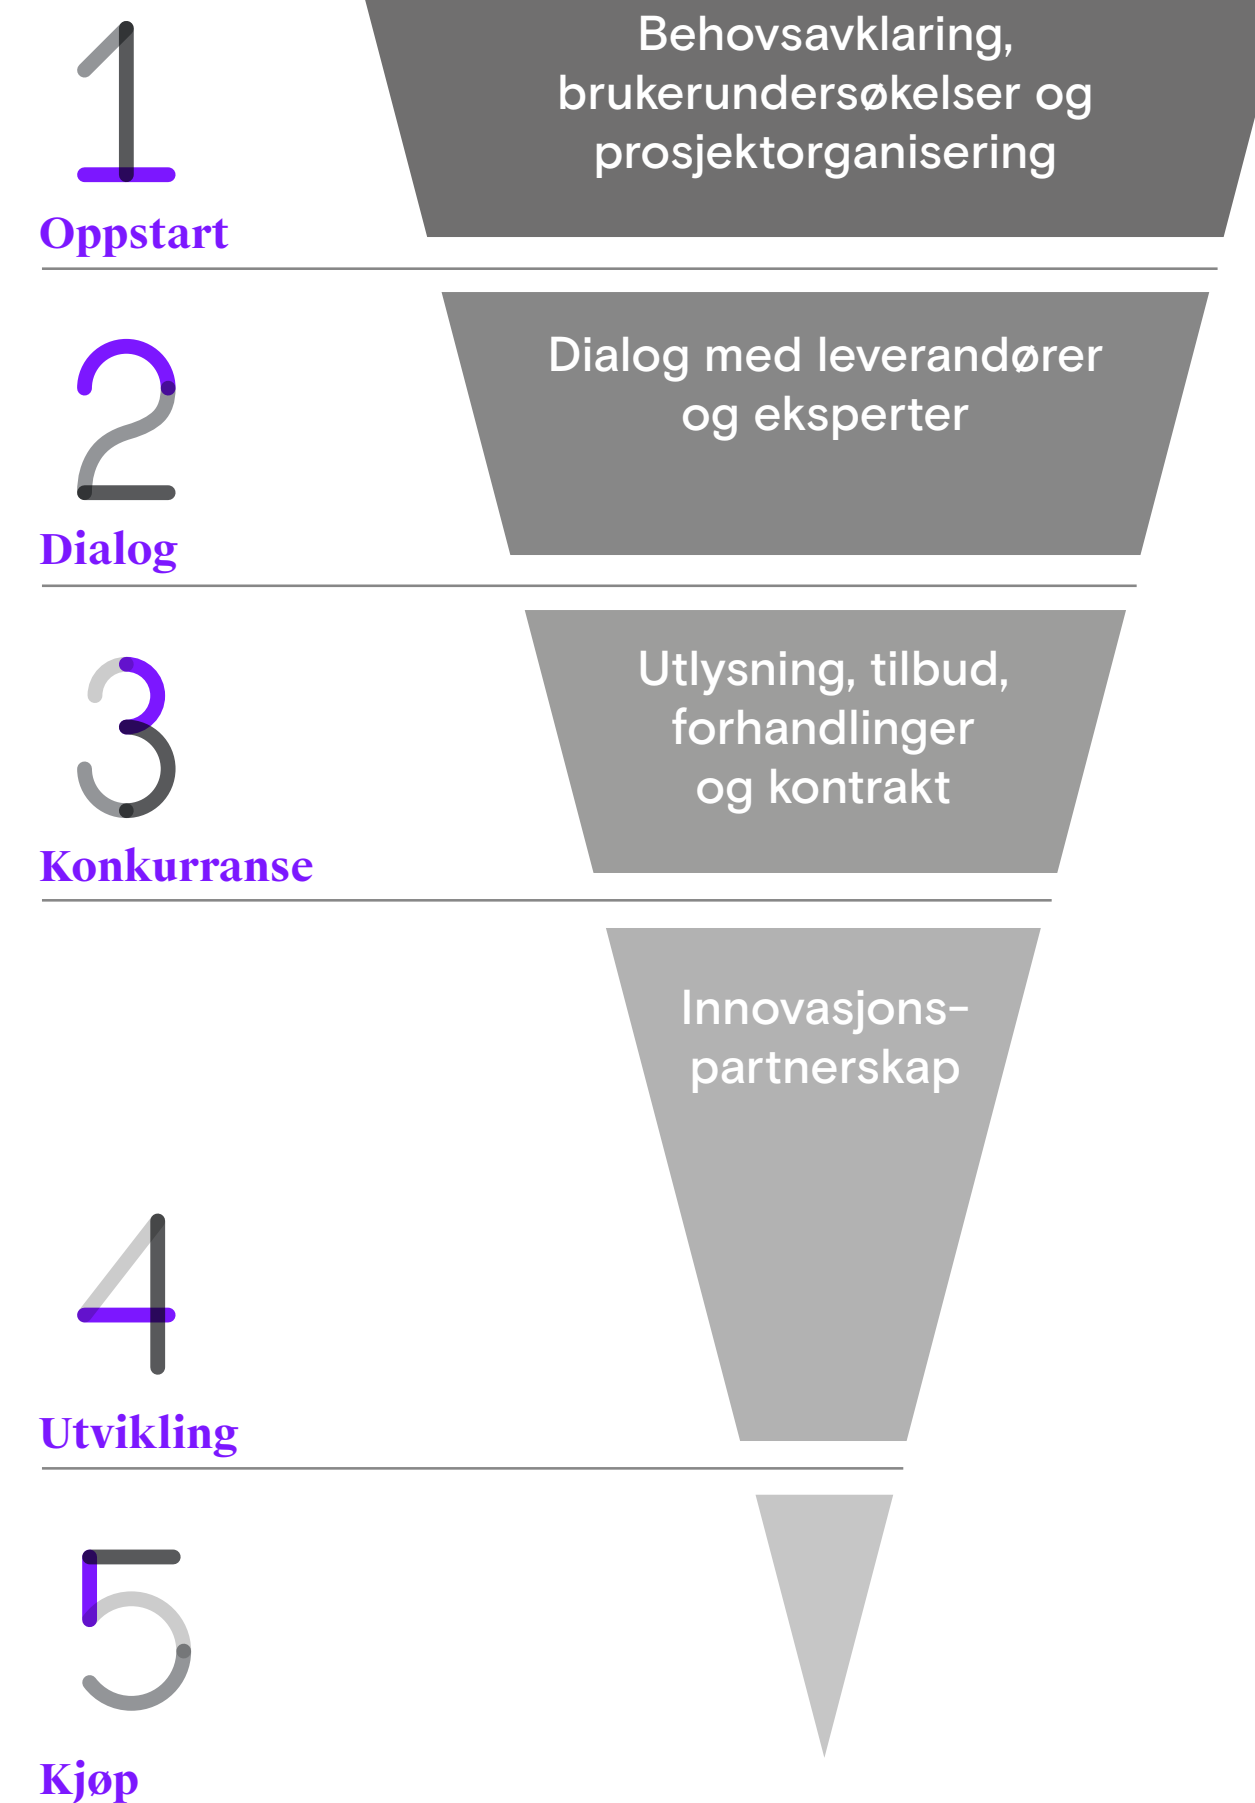 1
Behovsavklaring,
brukerundersøkelser og
prosjektorganisering
Oppstart
2
Dialog med leverandører
og eksperter
Dialog
3
Utlysning, tilbud,
forhandlinger
og kontrakt
Konkurranse
Innovasjons-
partnerskap
4
Utvikling
5
Kjøp